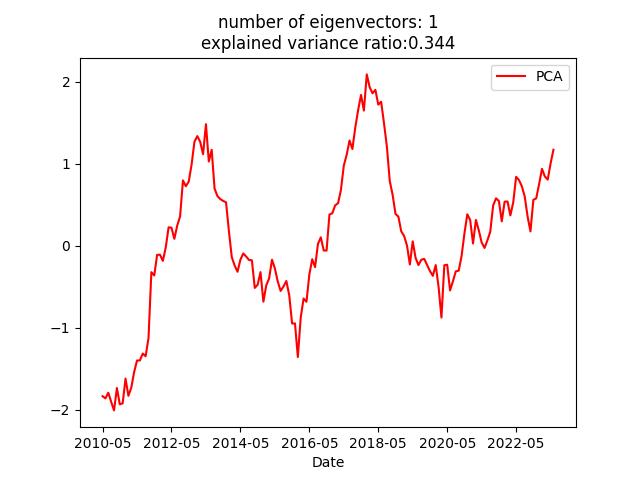 number of eigenvectors: 1
explained variance ratio:0.344
PCA
2
1
0
−1
−2
2010-05 2012-05 2014-05 2016-05 2018-05 2020-05 2022-05
Date